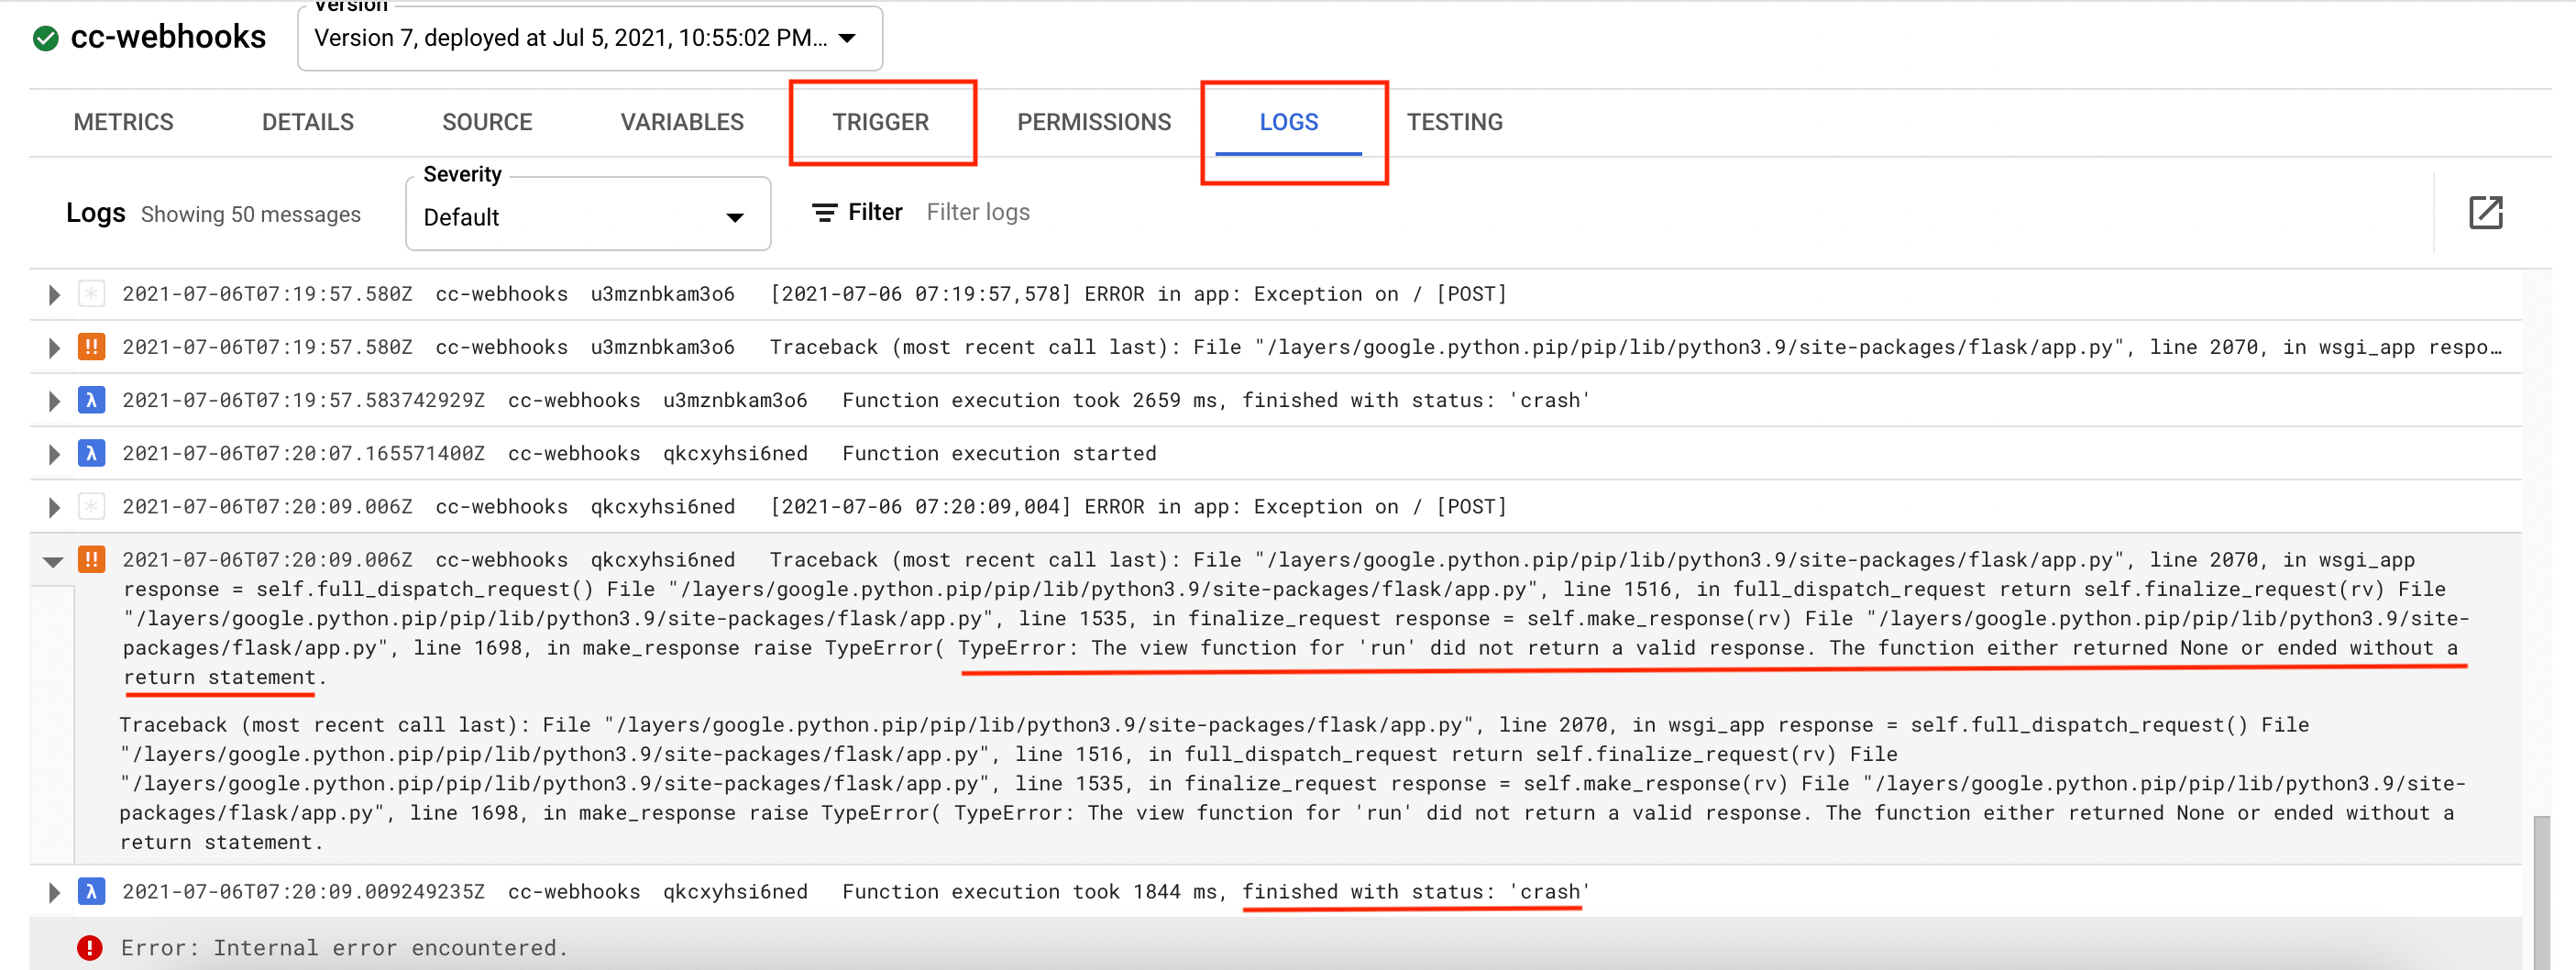 Version
cc-webhooks
Version 7, deployed at Jul 5, 2021, 10:55:02 PM...
METRICS DETAILS SOURCE VARIABLES TRIGGER PERMISSIONS LOGS TESTING
Severity
Logs Showing 50 messages Default Filter Filter logs
2021-07-06T07:19:57.580Z cc-webhooks u3mznbkam3o6 [2021-07-06 07:19:57,578] ERROR in app: Exception on / [POST]
!! 2021-07-06T07:19:57.580Z cc-webhooks u3mznbkam3o6 Traceback (most recent call last): File "/layers/google.python.pip/pip/lib/python3.9/site-packages/flask/app.py", line 2070, in wsgi_app respo…
λ 2021-07-06T07:19:57.583742929Z cc-webhooks u3mznbkam3o6 Function execution took 2659 ms, finished with status: 'crash'
λ 2021-07-06T07:20:07.165571400Z cc-webhooks qkcxyhsi6ned Function execution started
2021-07-06T07:20:09.006Z cc-webhooks qkcxyhsi6ned [2021-07-06 07:20:09,004] ERROR in app: Exception on / [POST]
!! 2021-07-06T07:20:09.006Z cc-webhooks qkcxyhsi6ned Traceback (most recent call last): File "/layers/google.python.pip/pip/lib/python3.9/site-packages/flask/app.py", line 2070, in wsgi_app
response = self.full_dispatch_request() File "/layers/google.python.pip/pip/lib/python3.9/site-packages/flask/app.py", line 1516, in full_dispatch_request return self.finalize_request(rv) File
"/layers/google.python.pip/pip/lib/python3.9/site-packages/flask/app.py", line 1535, in finalize_request response = self.make_response(rv) File "/layers/google.python.pip/pip/lib/python3.9/site-
packages/flask/app.py", line 1698, in make_response raise TypeError( TypeError: The view function for 'run' did not return a valid response. The function either returned None or ended without a
return statement.
Traceback (most recent call last): File "/layers/google.python.pip/pip/lib/python3.9/site-packages/flask/app.py", line 2070, in wsgi_app response = self.full_dispatch_request() File
"/layers/google.python.pip/pip/lib/python3.9/site-packages/flask/app.py", line 1516, in full_dispatch_request return self.finalize_request(rv) File
"/layers/google.python.pip/pip/lib/python3.9/site-packages/flask/app.py", line 1535, in finalize_request response = self.make_response(rv) File "/layers/google.python.pip/pip/lib/python3.9/site-
packages/flask/app.py", line 1698, in make_response raise TypeError( TypeError: The view function for 'run' did not return a valid response. The function either returned None or ended without a
return statement.
λ 2021-07-06T07:20:09.009249235Z cc-webhooks qkcxyhsi6ned Function execution took 1844 ms, finished with status: 'crash'
Error: Internal error encountered.